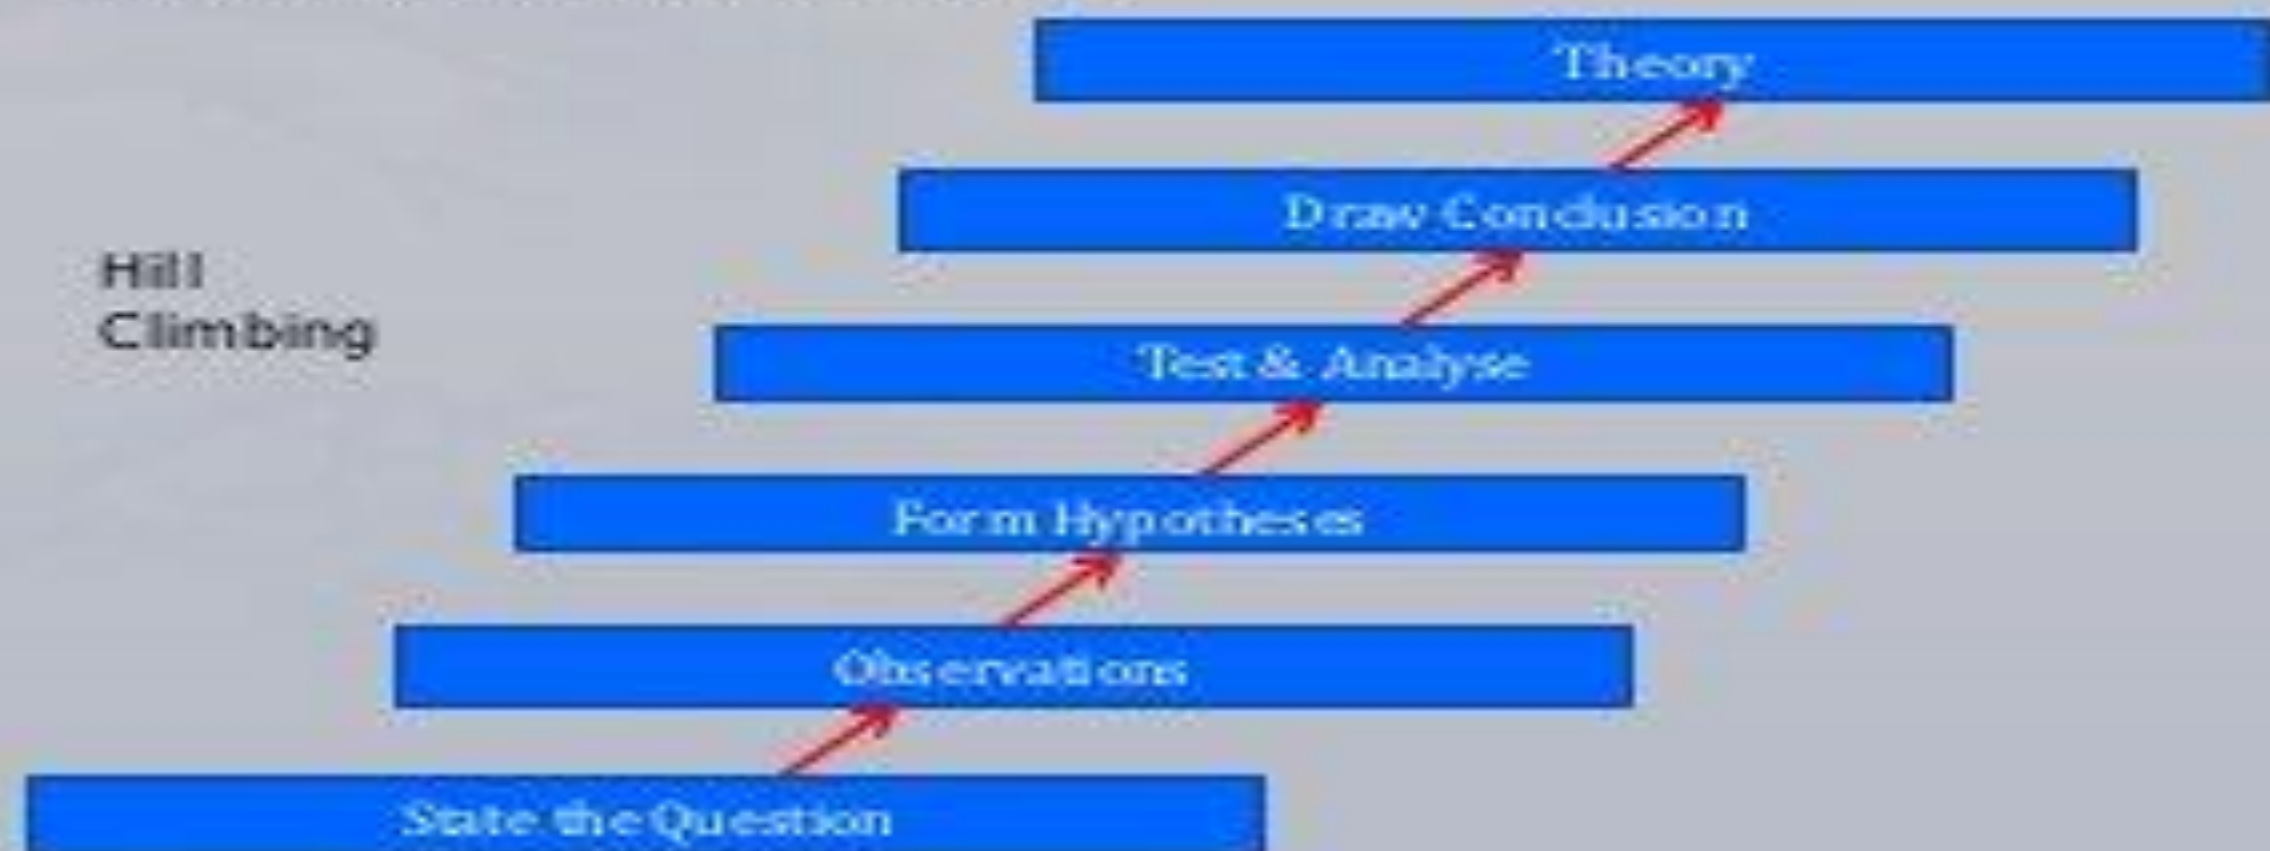 Theory
Draw Conclusion
Hill
Climbing
Test & Analyse
Form Hypotheses
Observations
State the Question